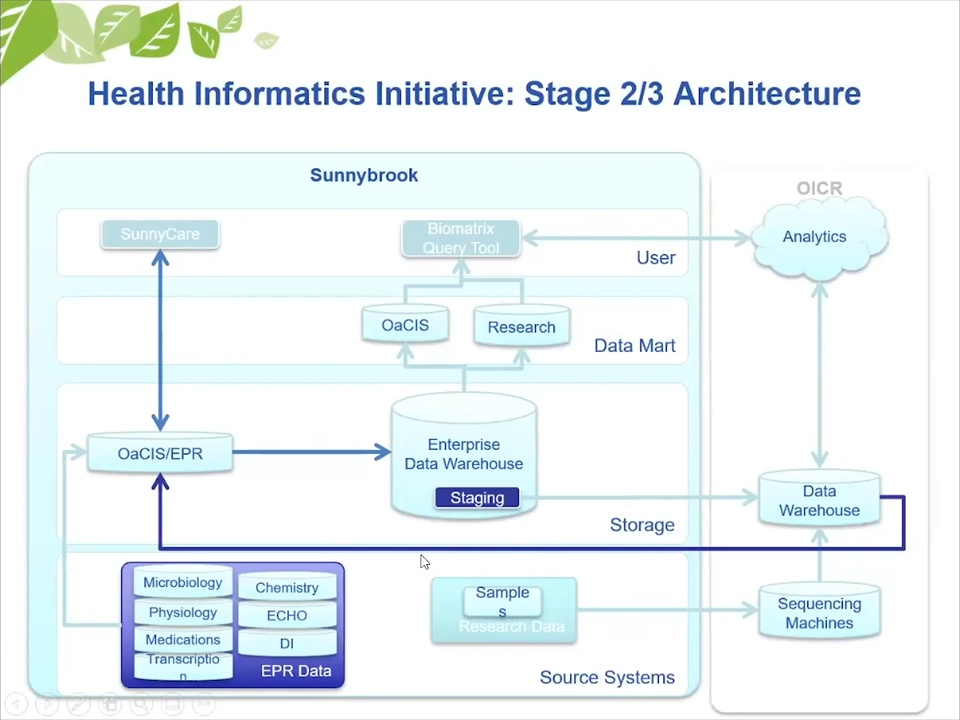 Health Informatics Initiative: Stage 2/3 Architecture
Sunnybrook
OICR
SunnyCare
Biomatrix
Query Tool
User
Analytics
OaCIS
Research
Data Mart
OaCIS/EPR
Enterprise
Data Warehouse
Staging
Storage
Data
Warehouse
Microbiology
Chemistry
Physiology
ECHO
Medications
DI
Transcriptio
n
EPR Data
Sample
s
Research Data
Source Systems
Sequencing
Machines